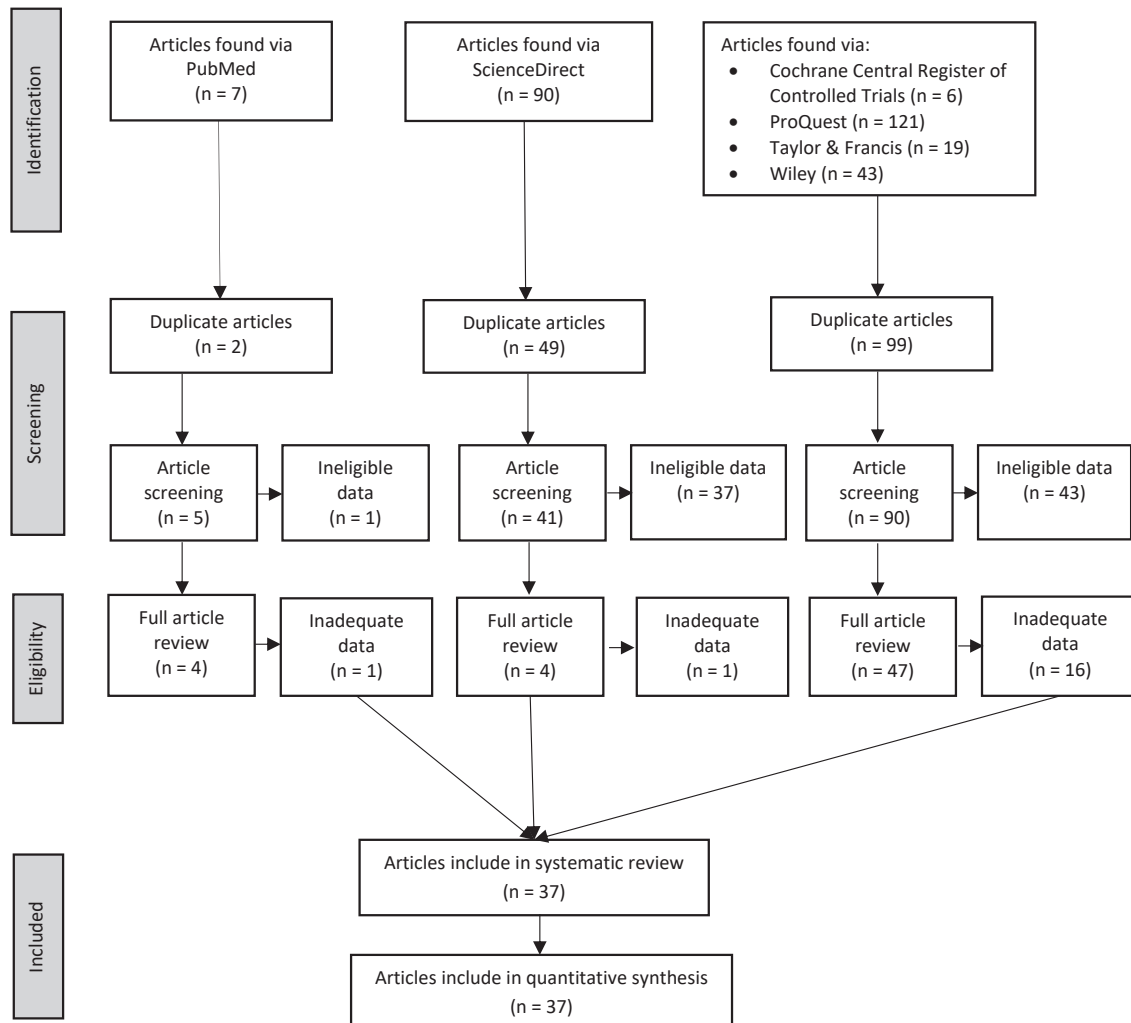 Identification
Articles found via
PubMed
(n = 7)
Articles found via
ScienceDirect
(n = 90)
Articles found via:
• Cochrane Central Register of
Controlled Trials (n = 6)
• ProQuest (n = 121)
• Taylor & Francis (n = 19)
• Wiley (n = 43)
Screening
Duplicate articles
(n = 2)
Duplicate articles
(n = 49)
Duplicate articles
(n = 99)
Article
screening
(n = 5)
Ineligible
data
(n = 1)
Article
screening
(n = 41)
Ineligible data
(n = 37)
Article
screening
(n = 90)
Ineligible data
(n = 43)
Eligibility
Full article
review
(n = 4)
Inadequate
data
(n = 1)
Full article
review
(n = 4)
Inadequate
data
(n = 1)
Full article
review
(n = 47)
Inadequate
data
(n = 16)
Included
Articles include in systematic review
(n = 37)
Articles include in quantitative synthesis
(n = 37)